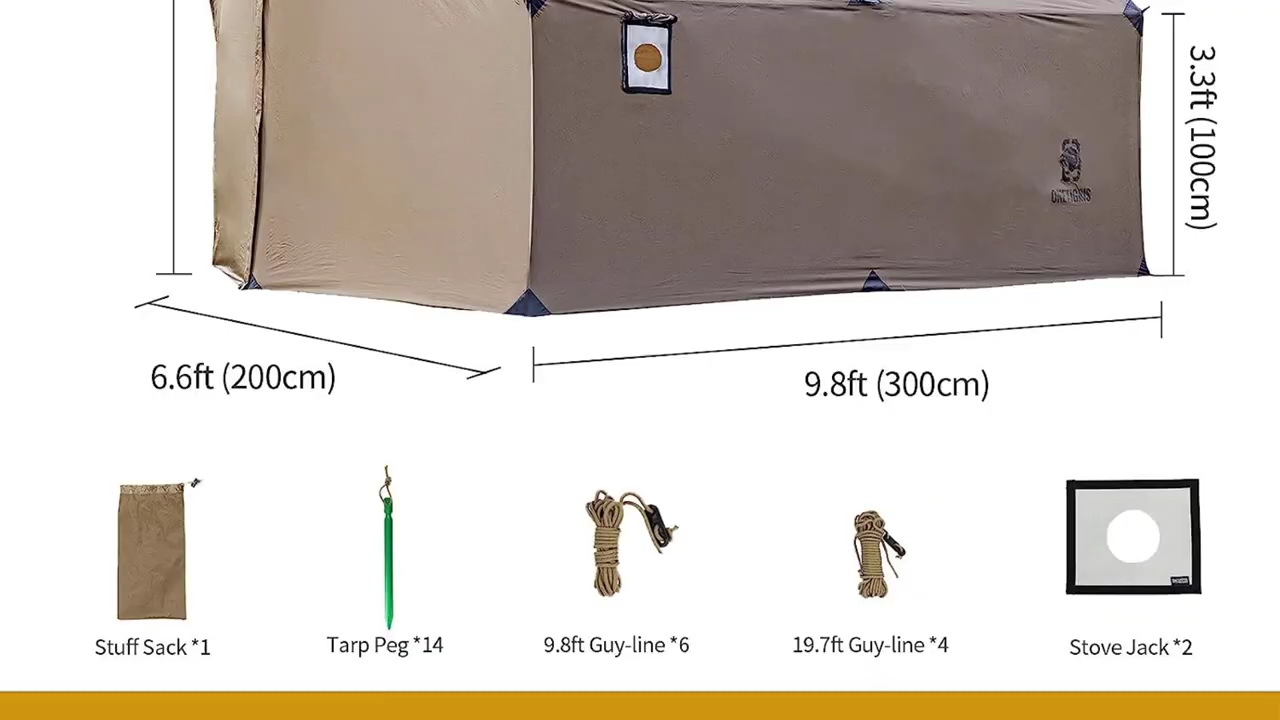 3.3ft (100cm)
ONETIGRIS
6.6ft (200cm)
9.8ft (300cm)
Stuff Sack *1
Tarp Peg *14
9.8ft Guy-line *6
19.7ft Guy-line *4
Stove Jack *2